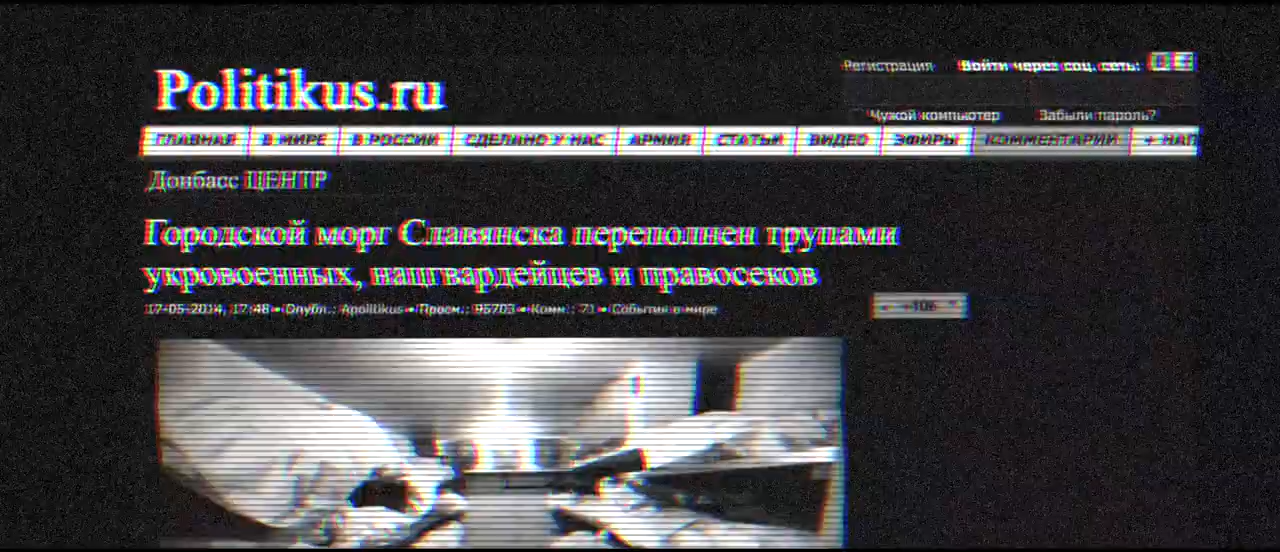 Politikus.ru
Регистрация Войти через соц. сеть:
Чужой компьютер Забыли пароль?
ГЛАВНАЯ В МИРЕ В РОССИИ СДЕЛАНО У НАС АРМИЯ СТАТЬИ ВИДЕО ЭФИРЫ КОММЕНТАРИИ + НАП
Донбасс ЦЕНТР
Городской морг Славянска переполнен трупами
укровоенных, нацгвардейцев и правосеков
17-05-2014, 17:48 • Опубл.: Apolitikus • Просм.: 95703 • Комм.: 71 • События в мире
+106